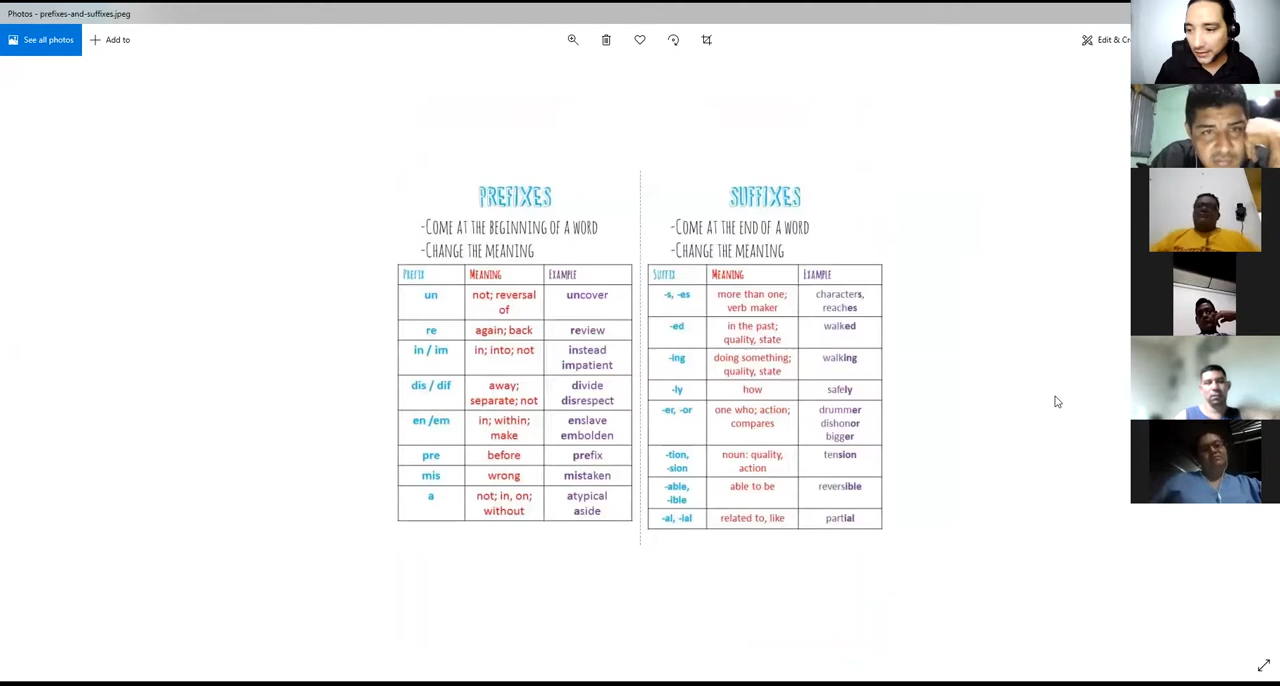 Photos - prefixes-and-suffixes.jpeg
See all photos
Add to
Edit & Cr
PREFIXES
-COME AT THE BEGINNING OF A WORD
-CHANGE THE MEANING
PREFIX MEANING EXAMPLE
un not; reversal of uncover
re again; back review
in / im in; into; not instead impatient
dis / dif away; separate; not divide disrespect
en /em in; within; make enslave embolden
pre before prefix
mis wrong mistaken
a not; in, on; without atypical aside
SUFFIXES
-COME AT THE END OF A WORD
-CHANGE THE MEANING
SUFFIX MEANING EXAMPLE
-s, -es more than one; verb maker characters, reaches
-ed in the past; quality, state walked
-ing doing something; quality, state walking
-ly how safely
-er, -or one who; action; compares drummer dishonor bigger
-tion, -sion noun: quality, action tension
-able, -ible able to be reversible
-al, -ial related to, like partial